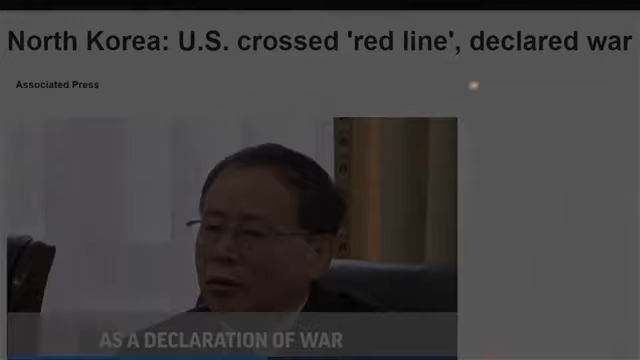 North Korea: U.S. crossed 'red line', declared war
Associated Press
AS A DECLARATION OF WAR